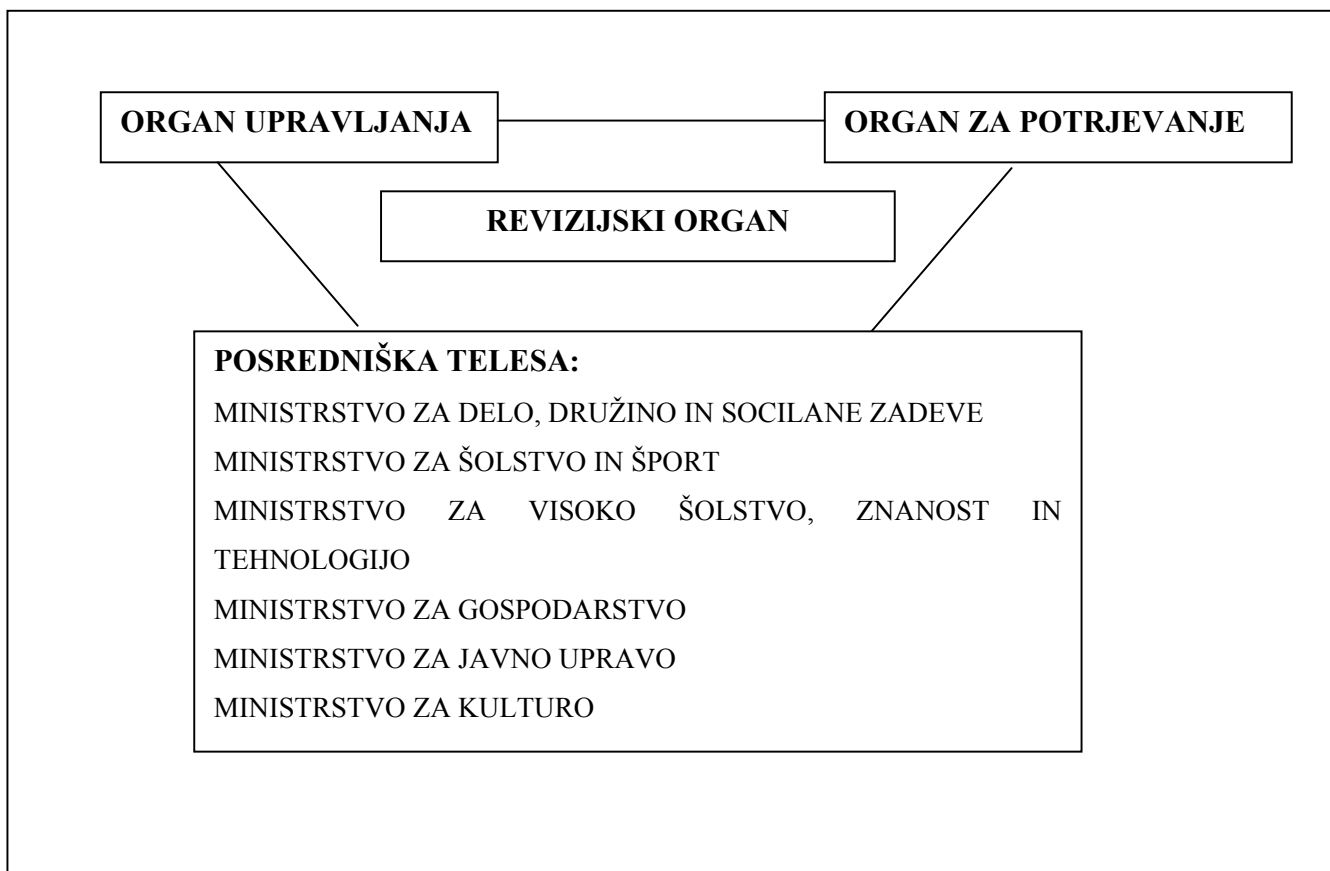 ORGAN UPRAVLJANJA
ORGAN ZA POTRJEVANJE
REVIZIJSKI ORGAN
POSREDNIŠKA TELESA:
MINISTRSTVO ZA DELO, DRUŽINO IN SOCILANE ZADEVE
MINISTRSTVO ZA ŠOLSTVO IN ŠPORT
MINISTRSTVO ZA VISOKO ŠOLSTVO, ZNANOST IN
TEHNOLOGIJO
MINISTRSTVO ZA GOSPODARSTVO
MINISTRSTVO ZA JAVNO UPRAVO
MINISTRSTVO ZA KULTURO